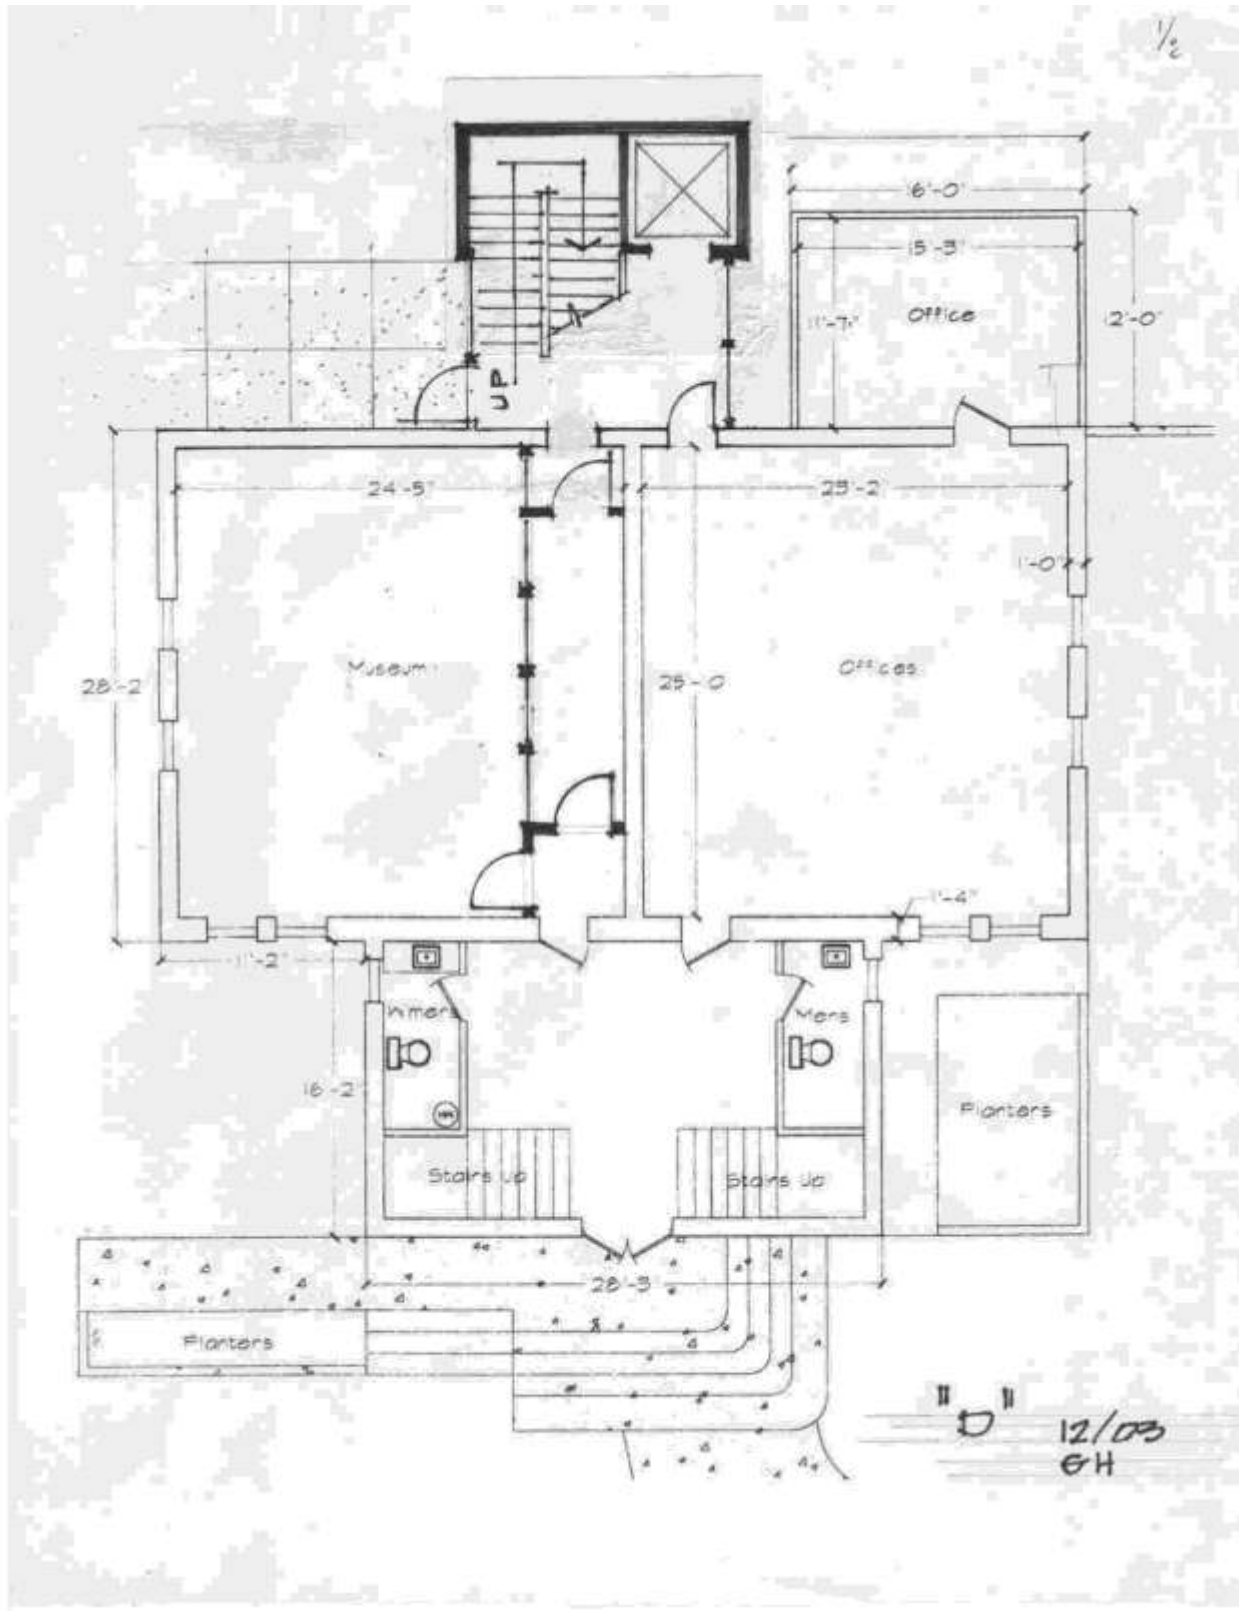 1/2
16'-0"
15'-3"
11'-7"
Office
12'-0"
UP
24'-5"
23'-2"
1'-0"
Museum
28'-2
25'-0
Offices
1'-4"
11'-2"
Wmens
Mens
16'-2
Planters
Stairs Up
Stairs Up
28'-3
Planters
"D"
12/03
GH